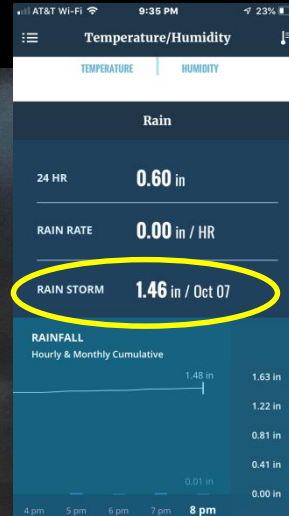 AT&T Wi-Fi 9:35 PM 23%
Temperature/Humidity
TEMPERATURE HUMIDITY
Rain
24 HR 0.60 in
RAIN RATE 0.00 in / HR
RAIN STORM 1.46 in / Oct 07
RAINFALL
Hourly & Monthly Cumulative
1.48 in 1.63 in
1.22 in
0.81 in
0.41 in
0.01 in
0.00 in
4 pm 5 pm 6 pm 7 pm 8 pm